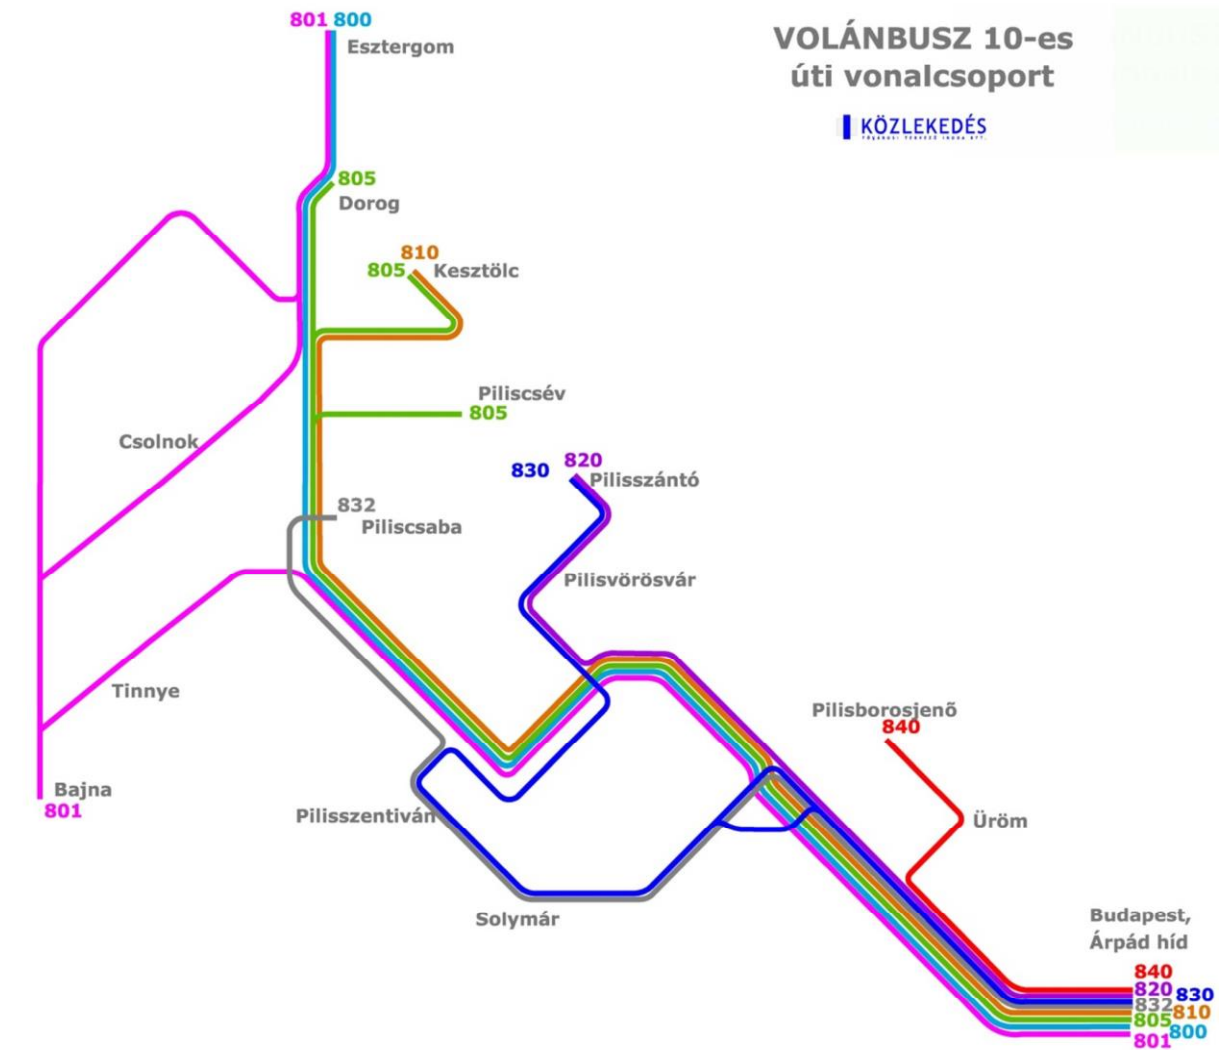 801 800
Esztergom
VOLÁNBUSZ 10-es
úti vonalcsoport
KÖZLEKEDÉS
805
Dorog
810
805 Kesztölc
Piliscsév
805
Csolnok
820
830
Pilisszántó
832
Piliscsaba
Pilisvörösvár
Tinnye
Pilisborosjenő
840
Bajna
801
Pilisszentiván
Üröm
Solymár
Budapest,
Árpád híd
840
820
830
832
810
805
800
801